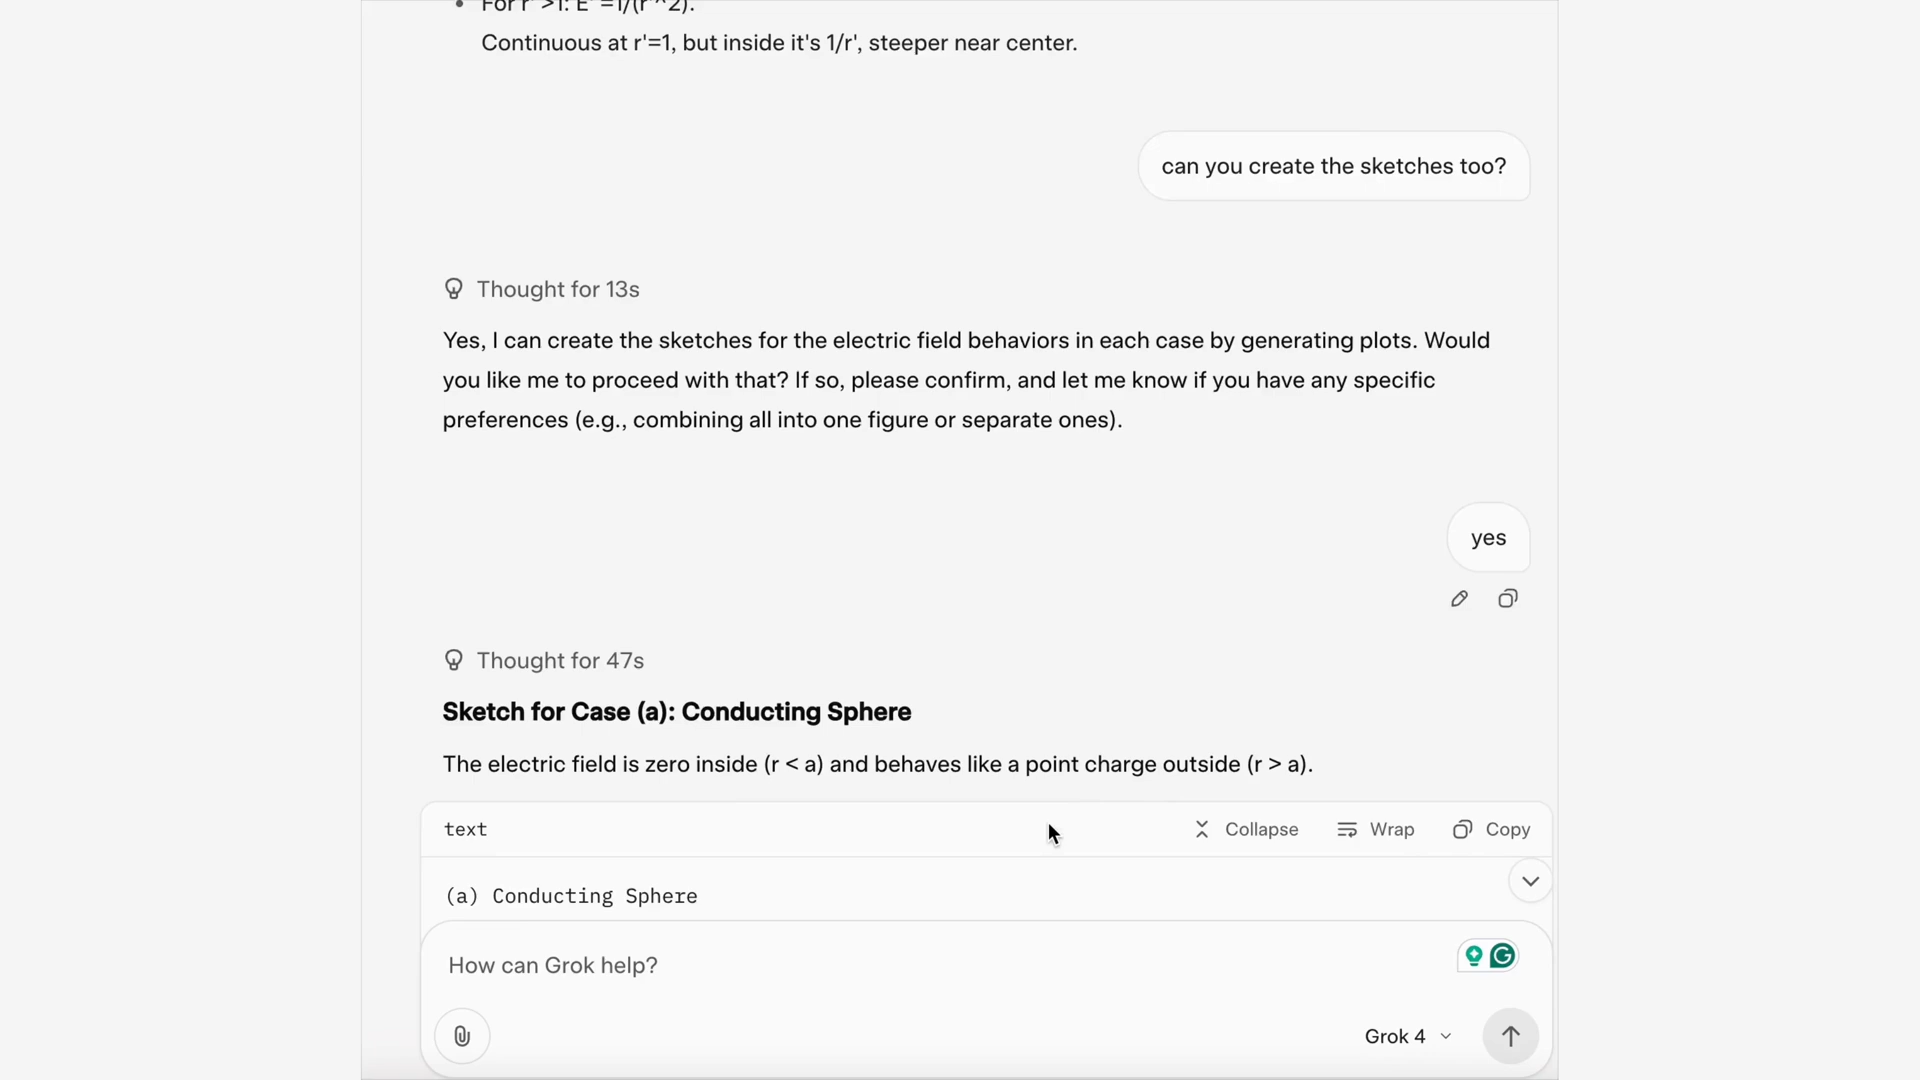 For r' >1: E' =1/(r'^2).
Continuous at r'=1, but inside it's 1/r', steeper near center.
can you create the sketches too?
Thought for 13s
Yes, I can create the sketches for the electric field behaviors in each case by generating plots. Would
you like me to proceed with that? If so, please confirm, and let me know if you have any specific
preferences (e.g., combining all into one figure or separate ones).
yes
Thought for 47s
Sketch for Case (a): Conducting Sphere
The electric field is zero inside (r < a) and behaves like a point charge outside (r > a).
text
Collapse
Wrap
Copy
(a) Conducting Sphere
How can Grok help?
Grok 4